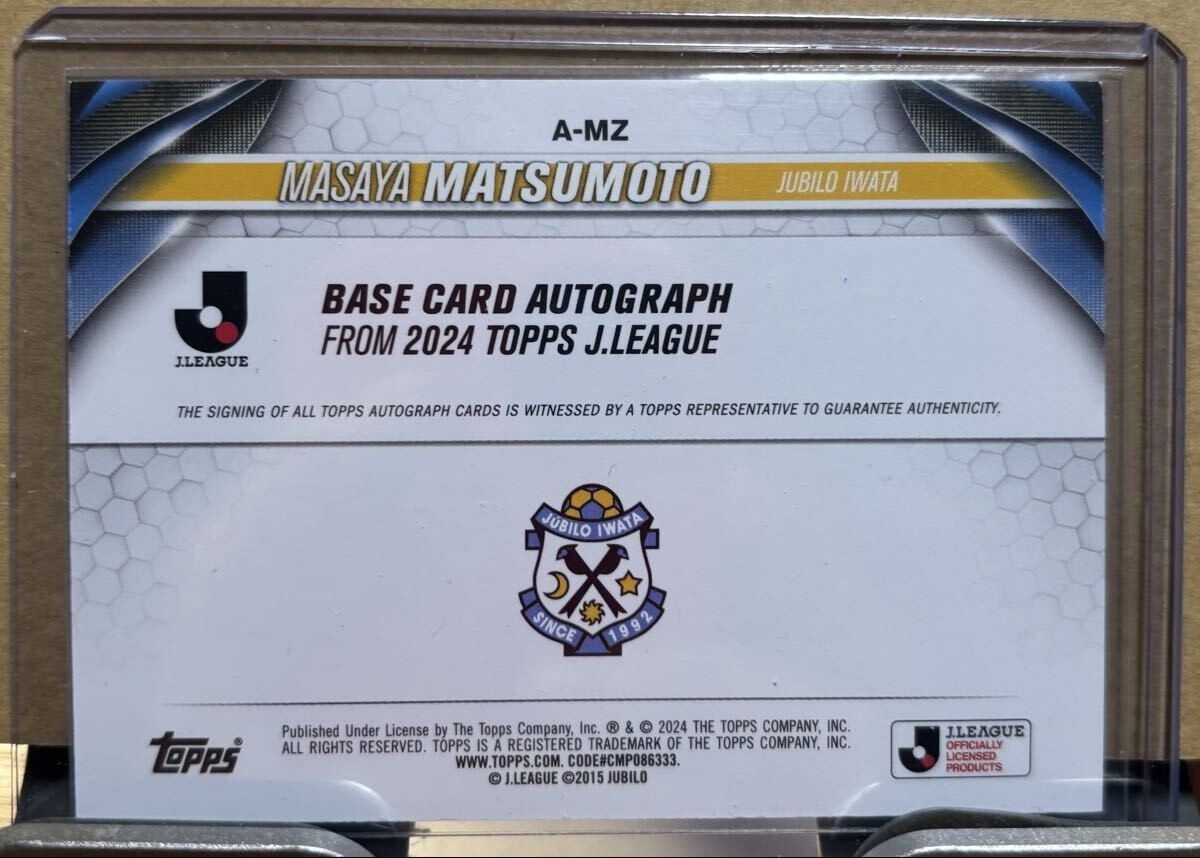 A-MZ
MASAYA MATSUMOTO JUBILO IWATA
J.LEAGUE
BASE CARD AUTOGRAPH
FROM 2024 TOPPS J.LEAGUE
THE SIGNING OF ALL TOPPS AUTOGRAPH CARDS IS WITNESSED BY A TOPPS REPRESENTATIVE TO GUARANTEE AUTHENTICITY.
JÚBILO IWATA
SINCE 1992
topps®
Published Under License by The Topps Company, Inc. ® & © 2024 THE TOPPS COMPANY, INC.
ALL RIGHTS RESERVED. TOPPS IS A REGISTERED TRADEMARK OF THE TOPPS COMPANY, INC.
WWW.TOPPS.COM. CODE#CMP086333.
© J.LEAGUE ©2015 JUBILO
J.LEAGUE
OFFICIALLY
LICENSED
PRODUCTS